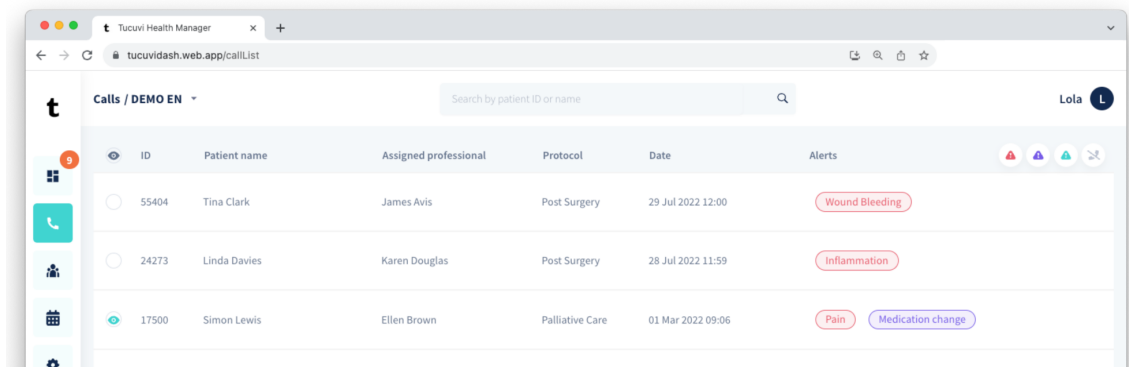 t Tucuvi Health Manager × +
tucuvidash.web.app/callList
t Calls / DEMO EN Search by patient ID or name Lola L
9
ID Patient name Assigned professional Protocol Date Alerts
55404 Tina Clark James Avis Post Surgery 29 Jul 2022 12:00 Wound Bleeding
24273 Linda Davies Karen Douglas Post Surgery 28 Jul 2022 11:59 Inflammation
17500 Simon Lewis Ellen Brown Palliative Care 01 Mar 2022 09:06 Pain Medication change